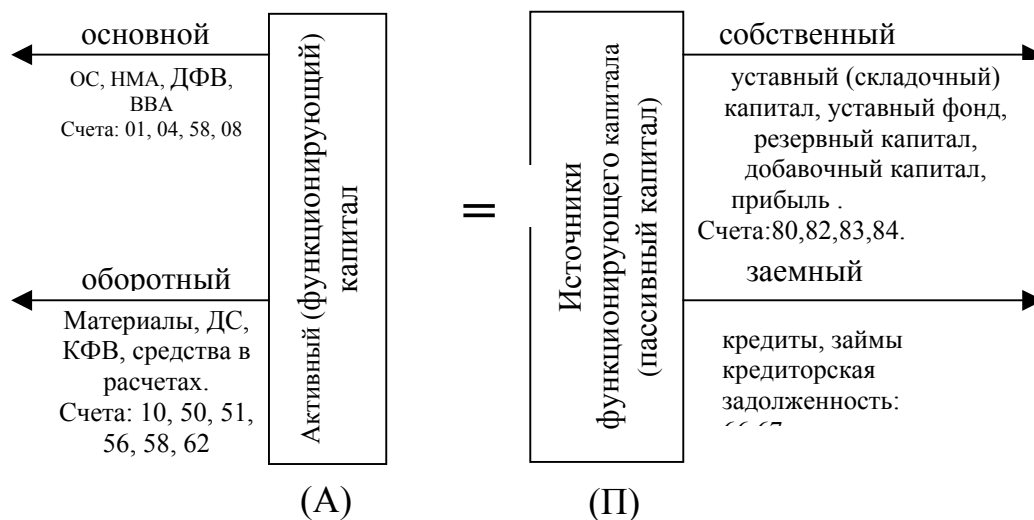 основной
ОС, НМА, ДФВ,
ВВА
Счета: 01, 04, 58, 08
оборотный
Материалы, ДС,
КФВ, средства в
расчетах.
Счета: 10, 50, 51,
56, 58, 62
Активный (функционирующий)
капитал
(А)
=
Источники
функционирующего капитала
(пассивный капитал)
(П)
собственный
уставный (складочный)
капитал, уставный фонд,
резервный капитал,
добавочный капитал,
прибыль .
Счета:80,82,83,84.
заемный
кредиты, займы
кредиторская
задолженность: